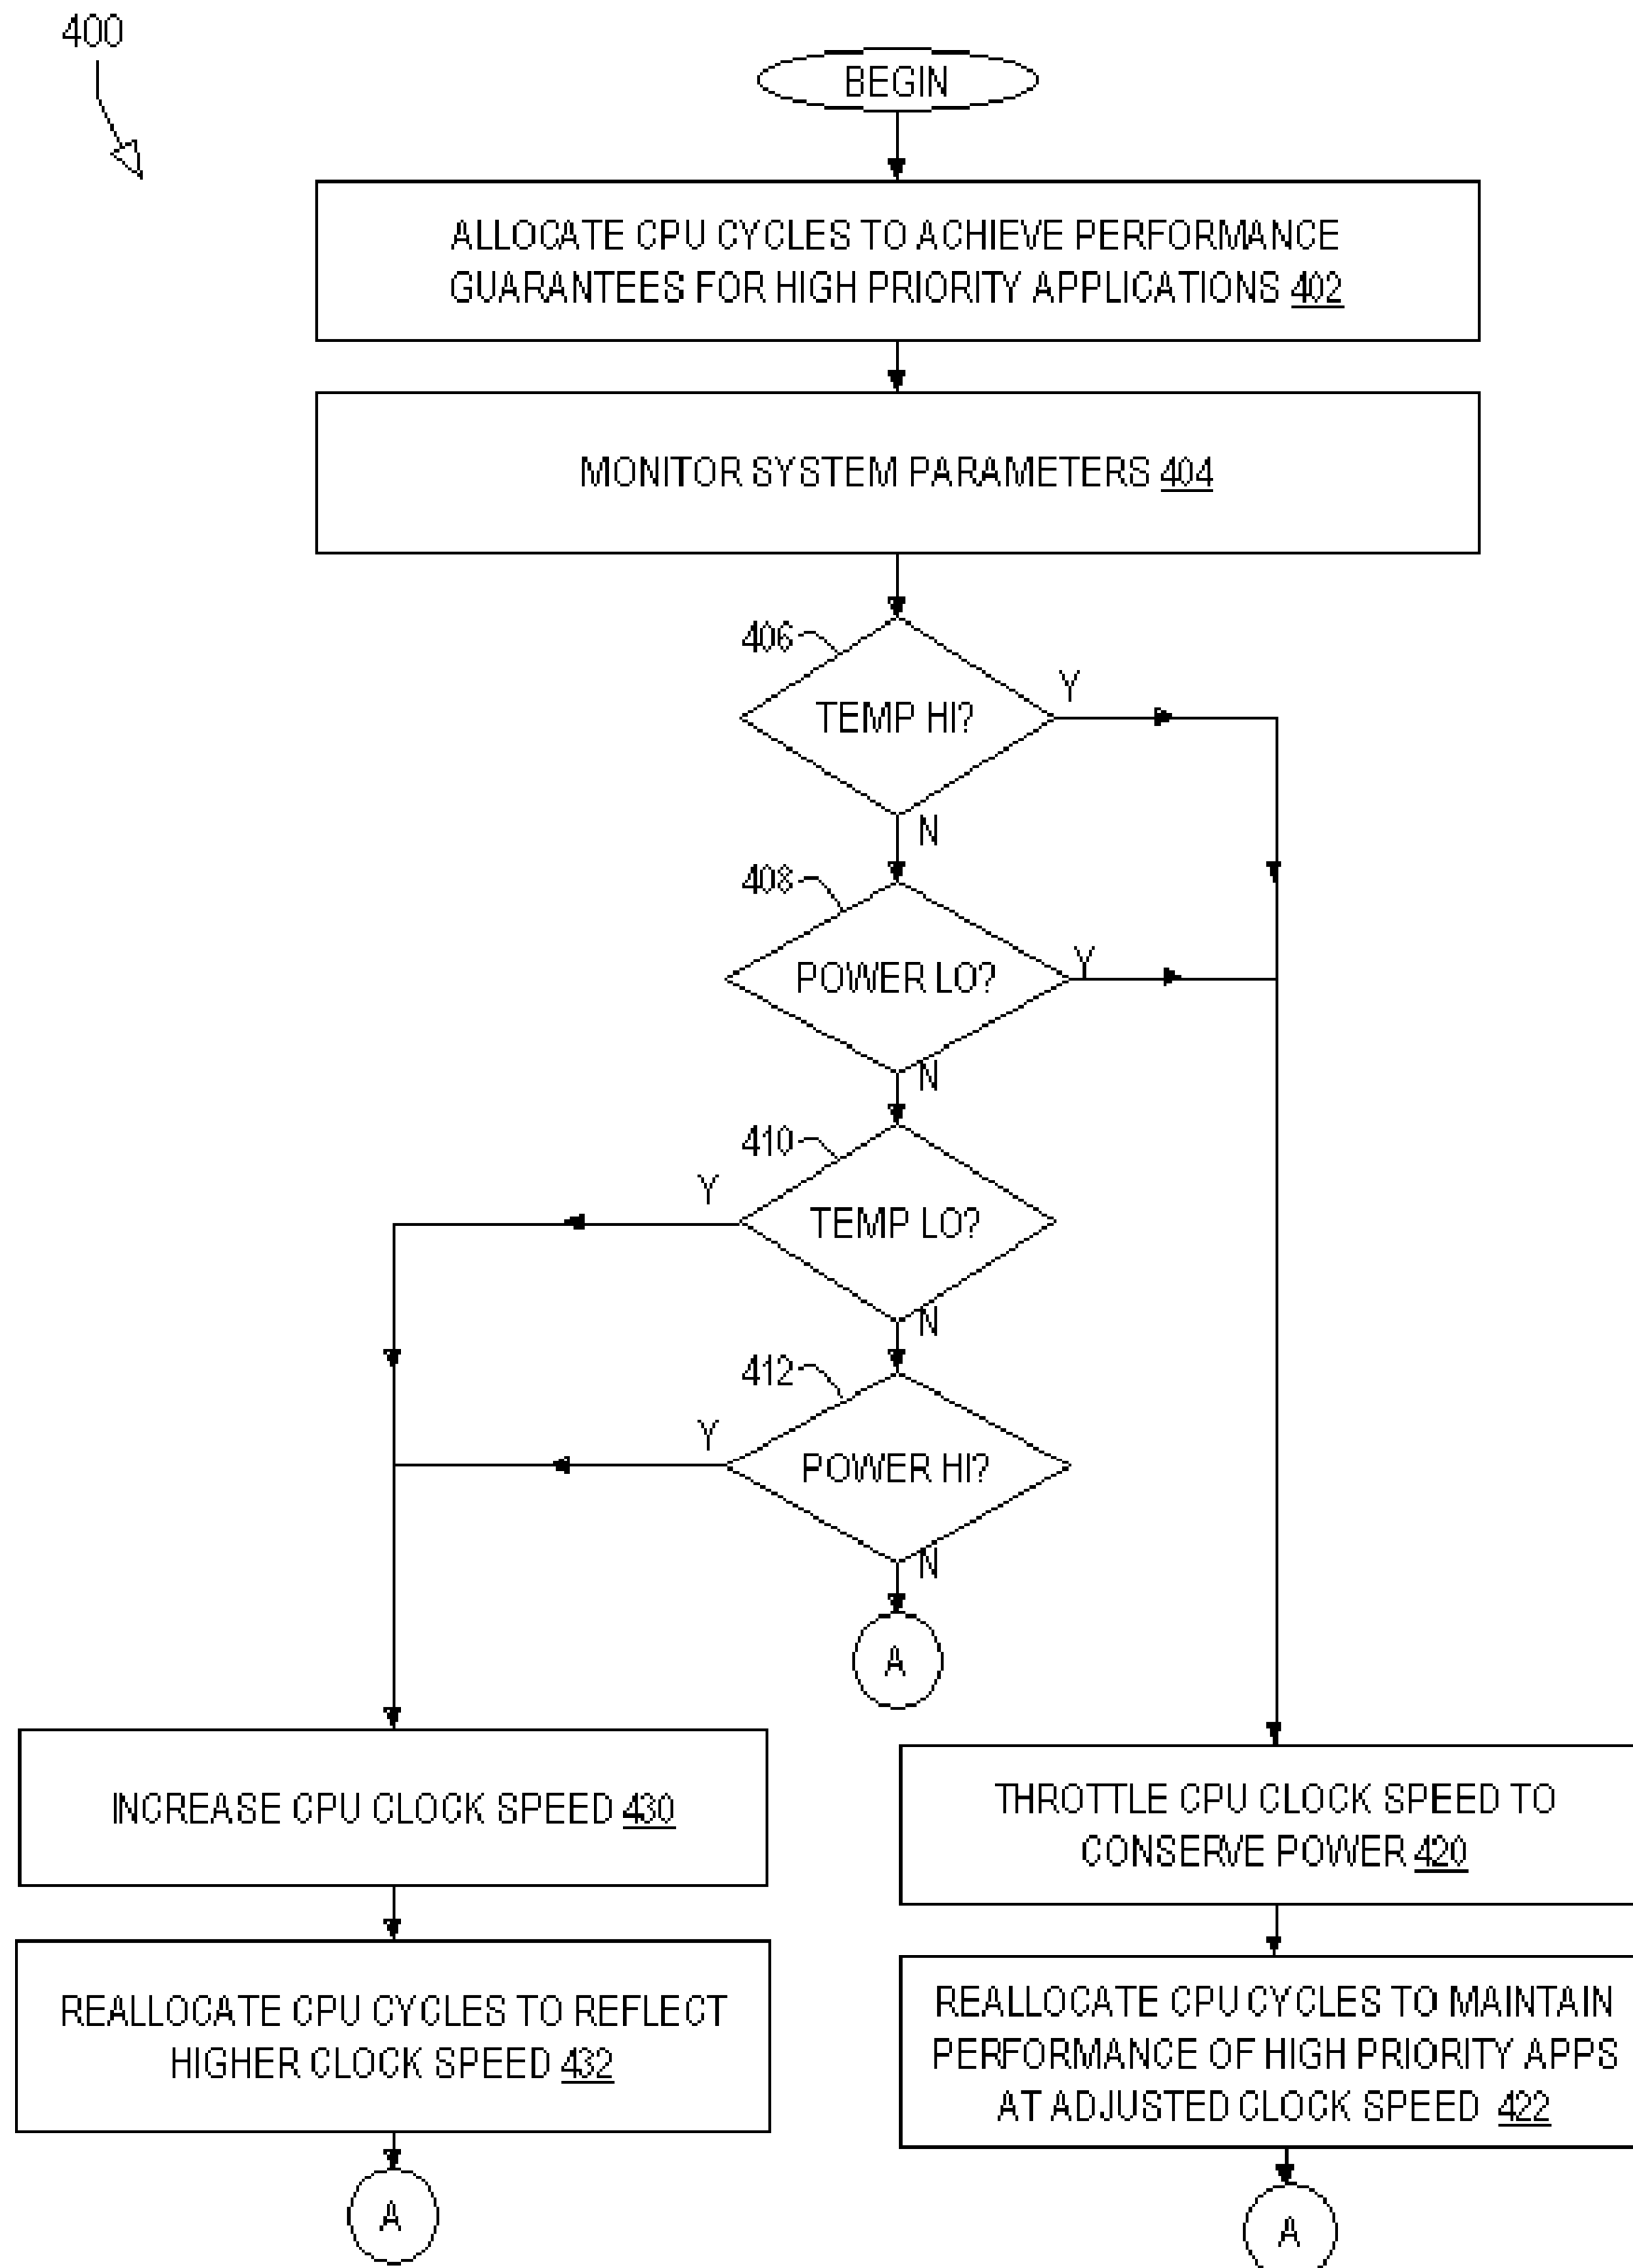 400
BEGIN
ALLOCATE CPU CYCLES TO ACHIEVE PERFORMANCE
GUARANTEES FOR HIGH PRIORITY APPLICATIONS 402
MONITOR SYSTEM PARAMETERS 404
406
TEMP HI?
Y
N
408
POWER LO?
Y
N
410
Y
TEMP LO?
N
412
Y
POWER HI?
N
A
INCREASE CPU CLOCK SPEED 430
THROTTLE CPU CLOCK SPEED TO
CONSERVE POWER 420
REALLOCATE CPU CYCLES TO REFLECT
HIGHER CLOCK SPEED 432
REALLOCATE CPU CYCLES TO MAINTAIN
PERFORMANCE OF HIGH PRIORITY APPS
AT ADJUSTED CLOCK SPEED 422
A
A